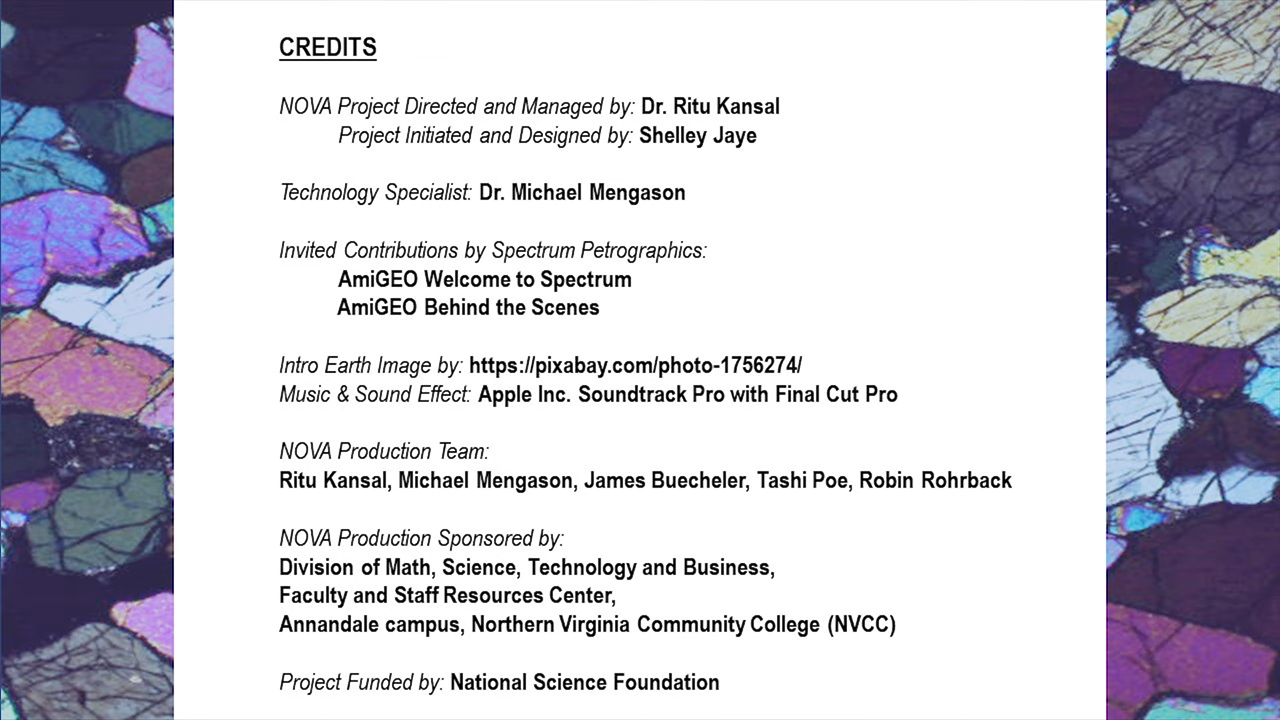 CREDITS
NOVA Project Directed and Managed by: Dr. Ritu Kansal
Project Initiated and Designed by: Shelley Jaye
Technology Specialist: Dr. Michael Mengason
Invited Contributions by Spectrum Petrographics:
AmiGEO Welcome to Spectrum
AmiGEO Behind the Scenes
Intro Earth Image by: https://pixabay.com/photo-1756274/
Music & Sound Effect: Apple Inc. Soundtrack Pro with Final Cut Pro
NOVA Production Team:
Ritu Kansal, Michael Mengason, James Buecheler, Tashi Poe, Robin Rohrback
NOVA Production Sponsored by:
Division of Math, Science, Technology and Business,
Faculty and Staff Resources Center,
Annandale campus, Northern Virginia Community College (NVCC)
Project Funded by: National Science Foundation